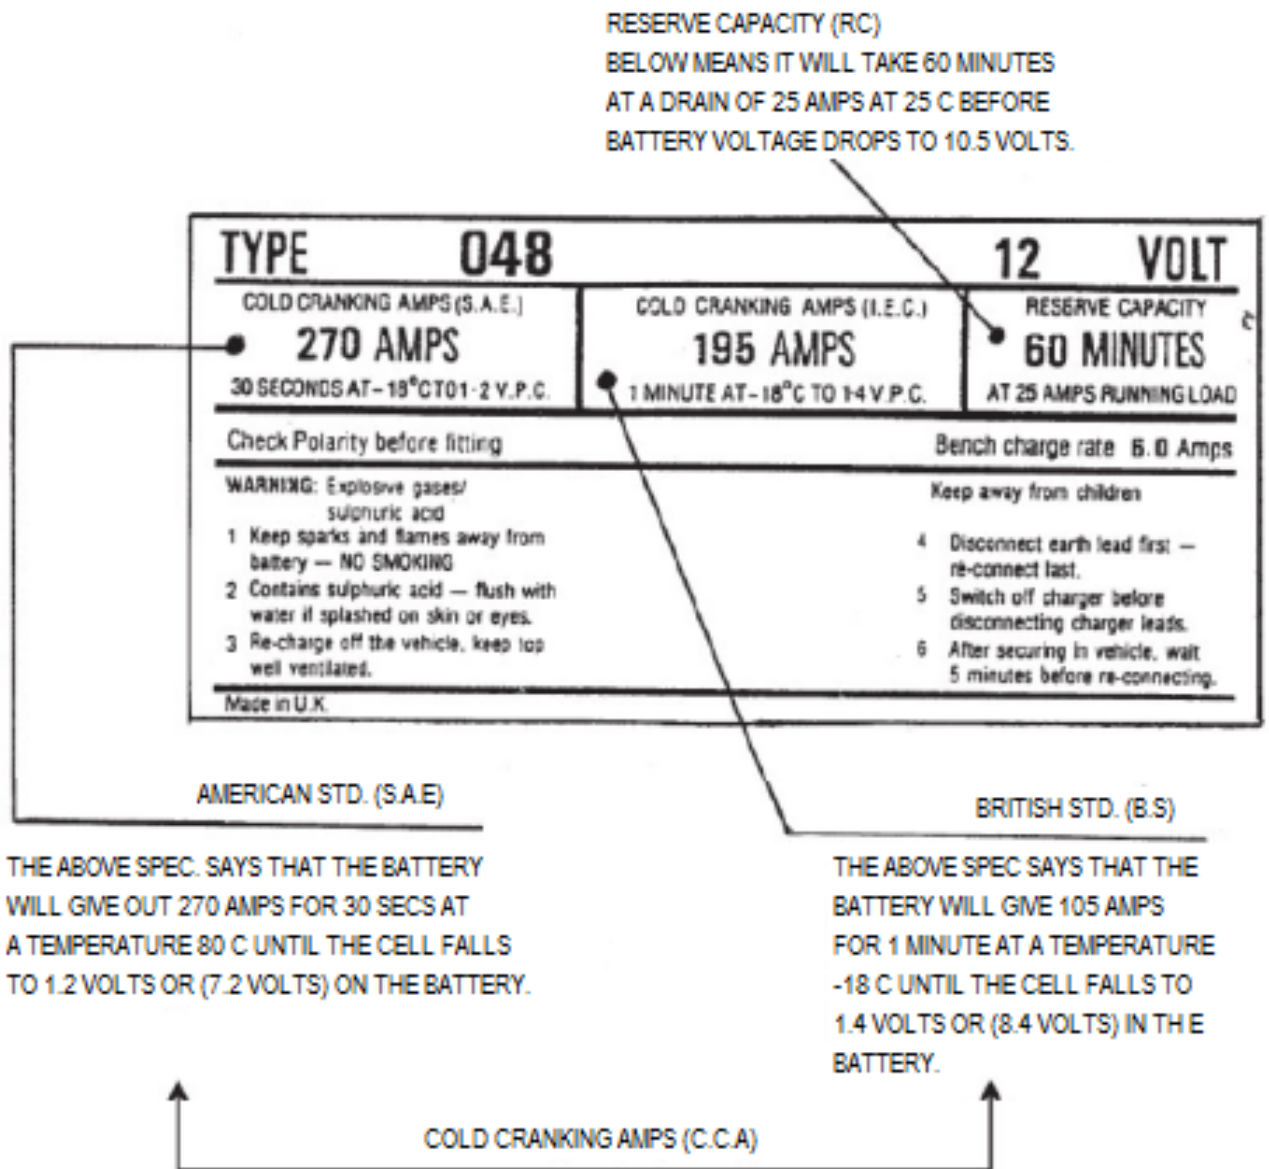 RESERVE CAPACITY (RC)
BELOW MEANS IT WILL TAKE 60 MINUTES
AT A DRAIN OF 25 AMPS AT 25 C BEFORE
BATTERY VOLTAGE DROPS TO 10.5 VOLTS.
TYPE 048 12 VOLT
COLD CRANKING AMPS (S.A.E.)
270 AMPS
30 SECONDS AT-18°C TO 1·2 V.P.C.
COLD CRANKING AMPS (I.E.C.)
195 AMPS
1 MINUTE AT-18°C TO 1·4 V.P.C.
RESERVE CAPACITY
60 MINUTES
AT 25 AMPS RUNNING LOAD
Check Polarity before fitting
Bench charge rate 6.0 Amps
WARNING: Explosive gases/
sulphuric acid
1 Keep sparks and flames away from
battery — NO SMOKING
2 Contains sulphuric acid — flush with
water if splashed on skin or eyes.
3 Re-charge off the vehicle, keep top
well ventilated.
Keep away from children
4 Disconnect earth lead first —
re-connect last.
5 Switch off charger before
disconnecting charger leads.
6 After securing in vehicle, wait
5 minutes before re-connecting.
Made in U.K.
AMERICAN STD. (S.A.E)
THE ABOVE SPEC. SAYS THAT THE BATTERY
WILL GIVE OUT 270 AMPS FOR 30 SECS AT
A TEMPERATURE 80 C UNTIL THE CELL FALLS
TO 1.2 VOLTS OR (7.2 VOLTS) ON THE BATTERY.
BRITISH STD. (B.S)
THE ABOVE SPEC SAYS THAT THE
BATTERY WILL GIVE 105 AMPS
FOR 1 MINUTE AT A TEMPERATURE
-18 C UNTIL THE CELL FALLS TO
1.4 VOLTS OR (8.4 VOLTS) IN TH E
BATTERY.
COLD CRANKING AMPS (C.C.A)